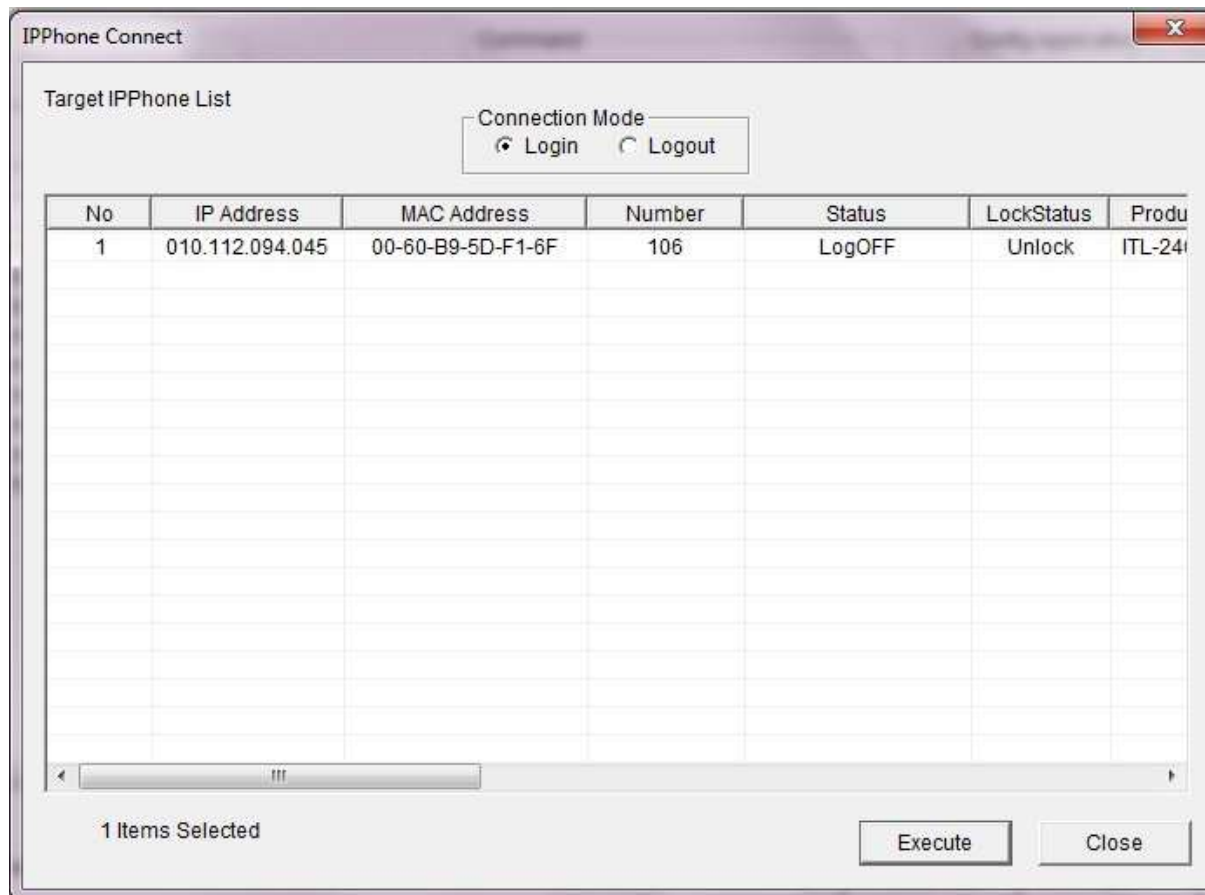 IPPhone Connect
Target IPPhone List
Connection Mode
Login Logout
No IP Address MAC Address Number Status LockStatus Produ
1 010.112.094.045 00-60-B9-5D-F1-6F 106 LogOFF Unlock ITL-240
1 Items Selected
Execute Close